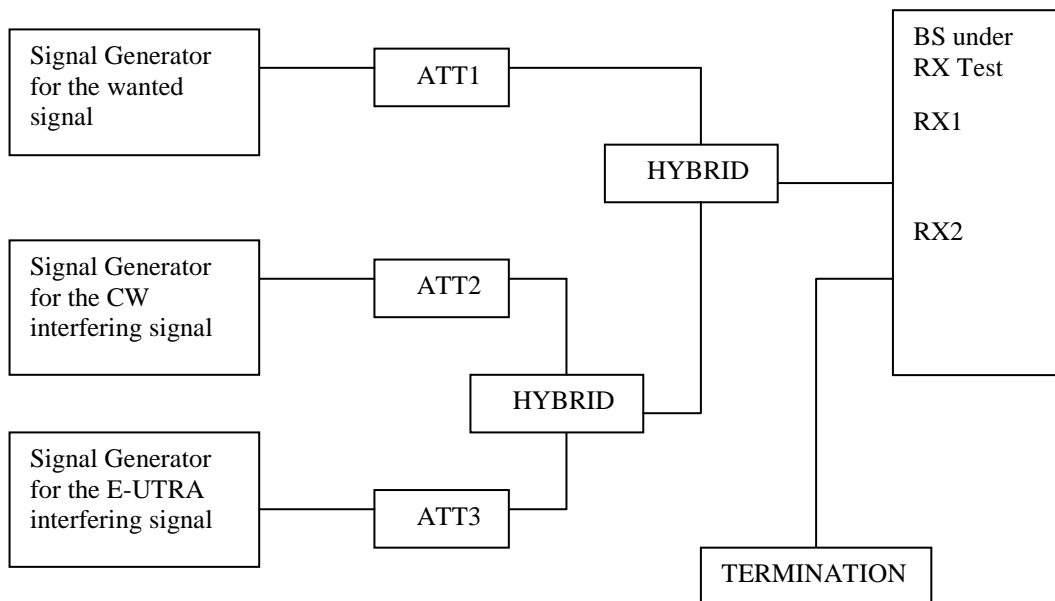 Signal Generator
for the wanted
signal
ATT1
BS under
RX Test
RX1
HYBRID
RX2
Signal Generator
for the CW
interfering signal
ATT2
HYBRID
Signal Generator
for the E-UTRA
interfering signal
ATT3
TERMINATION